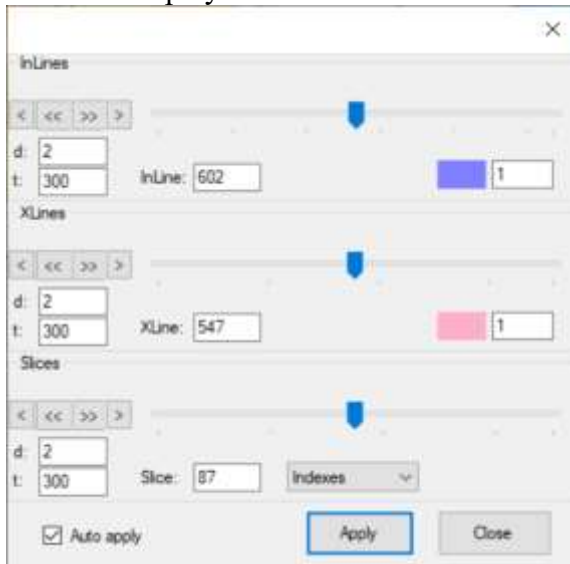 InLines
< << >> >
d: 2
t: 300 InLine: 602 1
XLines
< << >> >
d: 2
t: 300 XLine: 547 1
Slices
< << >> >
d: 2
t: 300 Slice: 87 Indexes
Auto apply Apply Close